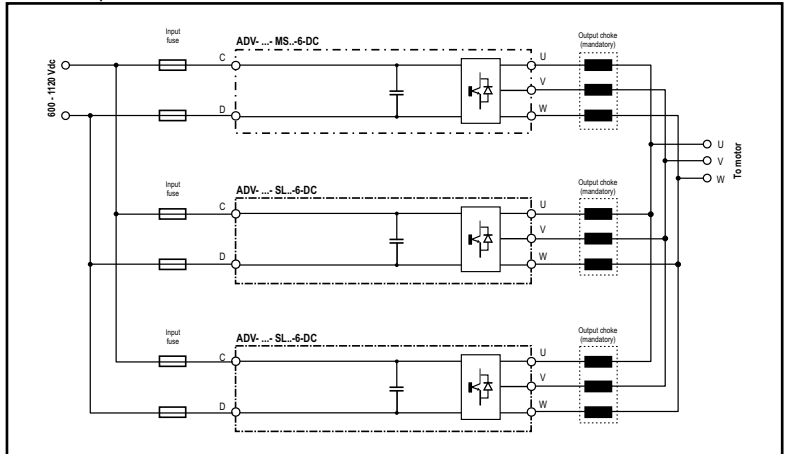 Input
fuse
ADV- ...- MS..-6-DC
Output choke
(mandatory)
C
U
V
D
W
600 - 1120 Vdc
U
V
W
To motor
Input
fuse
ADV- ...- SL..-6-DC
Output choke
(mandatory)
C
U
V
D
W
Input
fuse
ADV- ...- SL..-6-DC
Output choke
(mandatory)
C
U
V
D
W